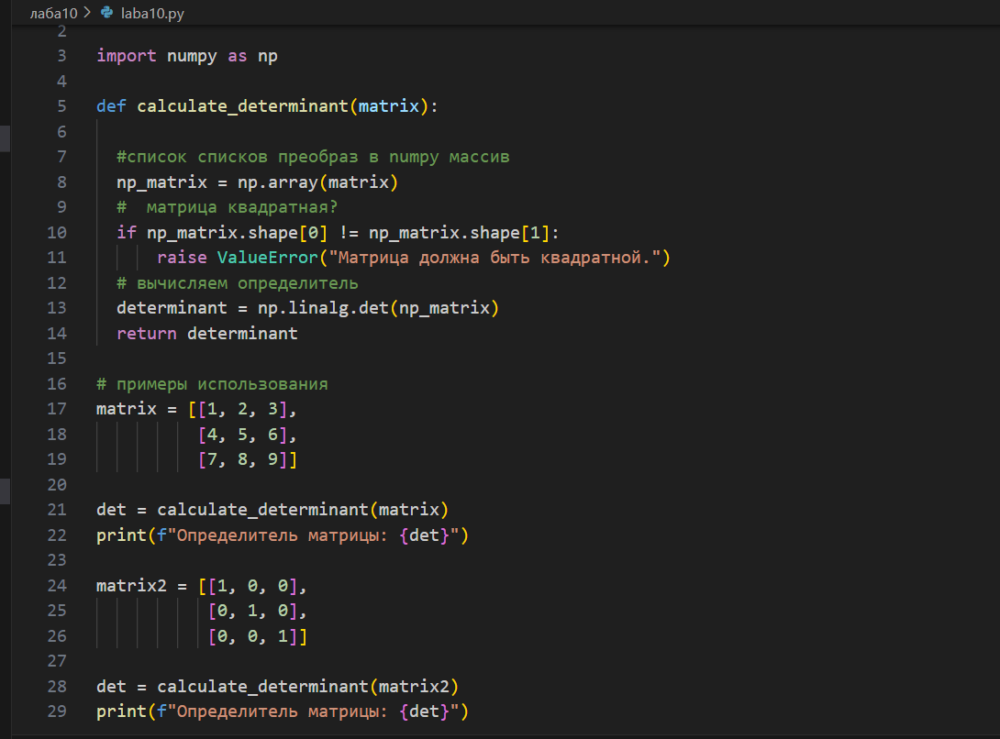 лаба10 > laba10.py
2
3 import numpy as np
4
5 def calculate_determinant(matrix):
6
7   #список списков преобраз в numpy массив
8   np_matrix = np.array(matrix)
9   #  матрица квадратная?
10   if np_matrix.shape[0] != np_matrix.shape[1]:
11       raise ValueError("Матрица должна быть квадратной.")
12   # вычисляем определитель
13   determinant = np.linalg.det(np_matrix)
14   return determinant
15
16 # примеры использования
17 matrix = [[1, 2, 3],
18           [4, 5, 6],
19           [7, 8, 9]]
20
21 det = calculate_determinant(matrix)
22 print(f"Определитель матрицы: {det}")
23
24 matrix2 = [[1, 0, 0],
25            [0, 1, 0],
26            [0, 0, 1]]
27
28 det = calculate_determinant(matrix2)
29 print(f"Определитель матрицы: {det}")